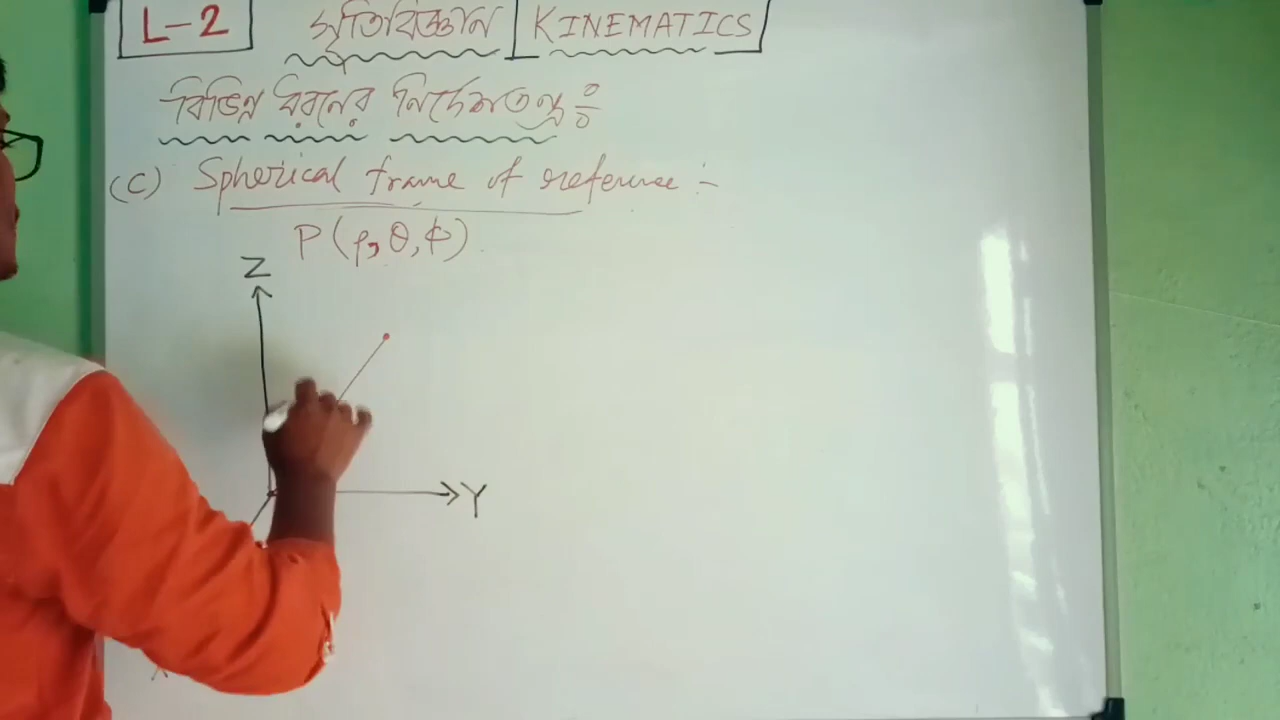 L-2 সৃতিবিজ্ঞান KINEMATICS
বিভিন্ন ধরনের নির্দেশতন্ত্র ঃ
(C) Spherical frame of reference :-
P(ρ, θ, φ)
Z
Y